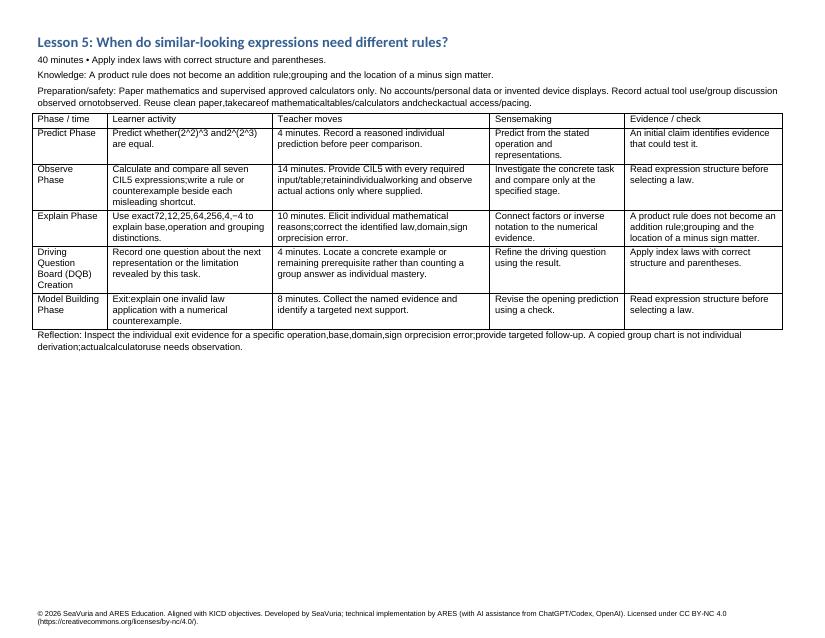 Lesson 5: When do similar-looking expressions need different rules?
40 minutes • Apply index laws with correct structure and parentheses.
Knowledge: A product rule does not become an addition rule;grouping and the location of a minus sign matter.
Preparation/safety: Paper mathematics and supervised approved calculators only. No accounts/personal data or invented device displays. Record actual tool use/group discussion
observed ornotobserved. Reuse clean paper,takecareof mathematicaltables/calculators andcheckactual access/pacing.
Phase / time
Learner activity
Teacher moves
Sensemaking
Evidence / check
Predict Phase
Predict whether(2^2)^3 and2^(2^3)
are equal.
4 minutes. Record a reasoned individual
prediction before peer comparison.
Predict from the stated
operation and
representations.
An initial claim identifies evidence
that could test it.
Observe
Phase
Calculate and compare all seven
CIL5 expressions;write a rule or
counterexample beside each
misleading shortcut.
14 minutes. Provide CIL5 with every required
input/table;retainindividualworking and observe
actual actions only where supplied.
Investigate the concrete task
and compare only at the
specified stage.
Read expression structure before
selecting a law.
Explain Phase
Use exact72,12,25,64,256,4,−4 to
explain base,operation and grouping
distinctions.
10 minutes. Elicit individual mathematical
reasons;correct the identified law,domain,sign
orprecision error.
Connect factors or inverse
notation to the numerical
evidence.
A product rule does not become an
addition rule;grouping and the
location of a minus sign matter.
Driving
Question
Board (DQB)
Creation
Record one question about the next
representation or the limitation
revealed by this task.
4 minutes. Locate a concrete example or
remaining prerequisite rather than counting a
group answer as individual mastery.
Refine the driving question
using the result.
Apply index laws with correct
structure and parentheses.
Model Building
Phase
Exit:explain one invalid law
application with a numerical
counterexample.
8 minutes. Collect the named evidence and
identify a targeted next support.
Revise the opening prediction
using a check.
Read expression structure before
selecting a law.
Reflection: Inspect the individual exit evidence for a specific operation,base,domain,sign orprecision error;provide targeted follow-up. A copied group chart is not individual
derivation;actualcalculatoruse needs observation.
© 2026 SeaVuria and ARES Education. Aligned with KICD objectives. Developed by SeaVuria; technical implementation by ARES (with AI assistance from ChatGPT/Codex, OpenAI). Licensed under CC BY-NC 4.0
(https://creativecommons.org/licenses/by-nc/4.0/).